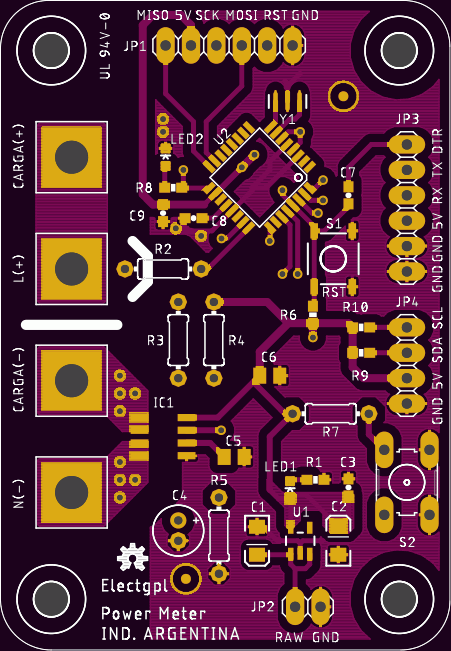 MISO 5V SCK MOSI RST GND
JP1
UL 94V-0
CARGA(+)
LED2
U2
Y1
JP3
DTR
TX
RX
5V
GND
GND
R8
C9
C8
C7
S1
RST
L(+)
R2
R3
R4
R6
R10
R9
JP4
SCL
SDA
5V
GND
CARGA(-)
C6
IC1
R7
C5
N(-)
LED1
R1
C3
C4
+
R5
C1
U1
C2
S2
Electgpl
Power Meter
IND. ARGENTINA
JP2
RAW GND